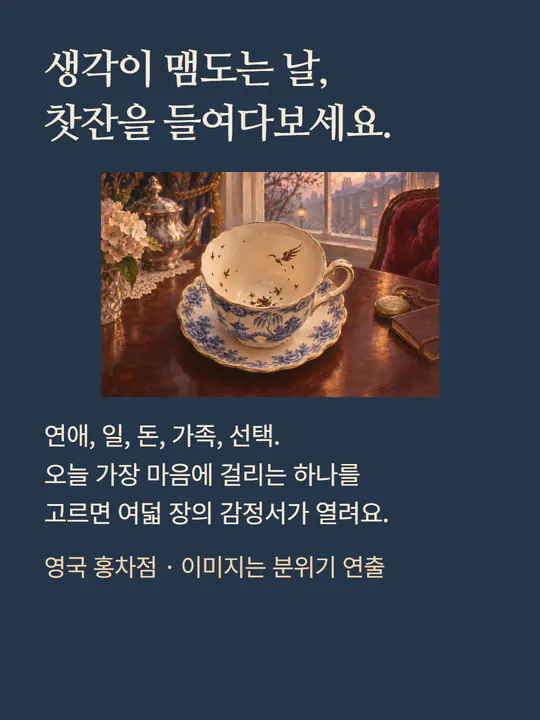 생각이 맴도는 날,
찻잔을 들여다보세요.
연애, 일, 돈, 가족, 선택.
오늘 가장 마음에 걸리는 하나를
고르면 여덟 장의 감정서가 열려요.
영국 홍차점 · 이미지는 분위기 연출